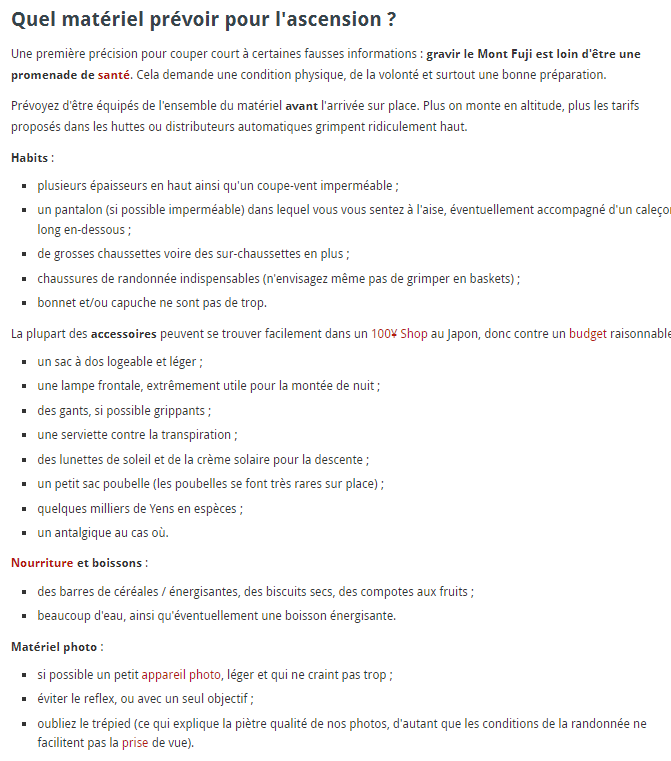 Quel matériel prévoir pour l'ascension ?
Une première précision pour couper court à certaines fausses informations : gravir le Mont Fuji est loin d'être une
promenade de santé. Cela demande une condition physique, de la volonté et surtout une bonne préparation.
Prévoyez d'être équipés de l'ensemble du matériel avant l'arrivée sur place. Plus on monte en altitude, plus les tarifs
proposés dans les huttes ou distributeurs automatiques grimpent ridiculement haut.
Habits :
plusieurs épaisseurs en haut ainsi qu'un coupe-vent imperméable ;
un pantalon (si possible imperméable) dans lequel vous vous sentez à l'aise, éventuellement accompagné d'un caleço
long en-dessous ;
de grosses chaussettes voire des sur-chaussettes en plus ;
chaussures de randonnée indispensables (n'envisagez même pas de grimper en baskets) ;
bonnet et/ou capuche ne sont pas de trop.
La plupart des accessoires peuvent se trouver facilement dans un 100¥ Shop au Japon, donc contre un budget raisonnable
un sac à dos logeable et léger ;
une lampe frontale, extrêmement utile pour la montée de nuit ;
des gants, si possible grippants ;
une serviette contre la transpiration ;
des lunettes de soleil et de la crème solaire pour la descente ;
un petit sac poubelle (les poubelles se font très rares sur place) ;
quelques milliers de Yens en espèces ;
un antalgique au cas où.
Nourriture et boissons :
des barres de céréales / énergisantes, des biscuits secs, des compotes aux fruits ;
beaucoup d'eau, ainsi qu'éventuellement une boisson énergisante.
Matériel photo :
si possible un petit appareil photo, léger et qui ne craint pas trop ;
éviter le reflex, ou avec un seul objectif ;
oubliez le trépied (ce qui explique la piètre qualité de nos photos, d'autant que les conditions de la randonnée ne
facilitent pas la prise de vue).